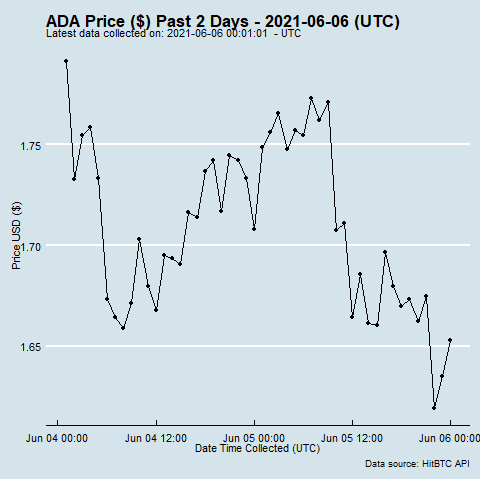 ADA Price ($) Past 2 Days - 2021-06-06 (UTC)
Latest data collected on: 2021-06-06 00:01:01 - UTC
Price USD ($)
1.75
1.70
1.65
Jun 04 00:00 Jun 04 12:00 Jun 05 00:00 Jun 05 12:00 Jun 06 00:00
Date Time Collected (UTC)
Data source: HitBTC API